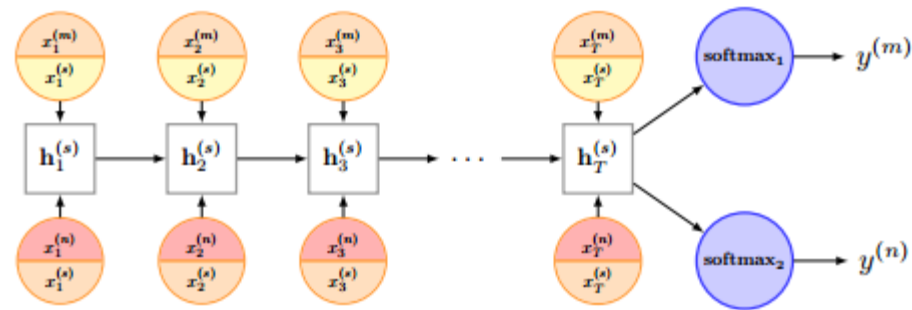 x_1^{(m)} x_2^{(m)} x_3^{(m)} x_T^{(m)}
softmax_1 y^{(m)}
x_1^{(s)} x_2^{(s)} x_3^{(s)} x_T^{(s)}
h_1^{(s)} h_2^{(s)} h_3^{(s)} ··· h_T^{(s)}
x_1^{(n)} x_2^{(n)} x_3^{(n)} x_T^{(n)}
softmax_2 y^{(n)}
x_1^{(s)} x_2^{(s)} x_3^{(s)} x_T^{(s)}